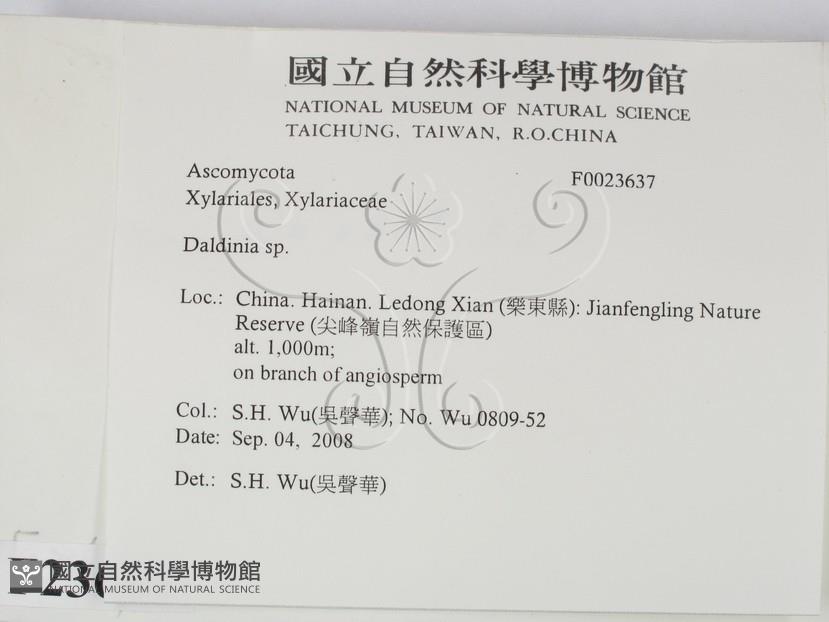 國立自然科學博物館
NATIONAL MUSEUM OF NATURAL SCIENCE
TAICHUNG, TAIWAN, R.O.CHINA
Ascomycota F0023637
Xylariales, Xylariaceae
Daldinia sp.
Loc.: China. Hainan. Ledong Xian (樂東縣): Jianfengling Nature
Reserve (尖峰嶺自然保護區)
alt. 1,000m;
on branch of angiosperm
Col.: S.H. Wu(吳聲華); No. Wu 0809-52
Date: Sep. 04, 2008
Det.: S.H. Wu(吳聲華)
國立自然科學博物館
NATIONAL MUSEUM OF NATURAL SCIENCE